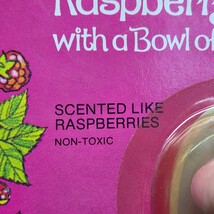 with a Bowl of
SCENTED LIKE
RASPBERRIES
NON-TOXIC